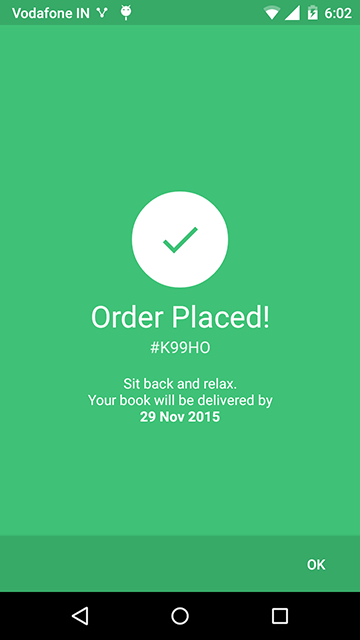 Vodafone IN
6:02
Order Placed!
#K99HO
Sit back and relax.
Your book will be delivered by
29 Nov 2015
OK